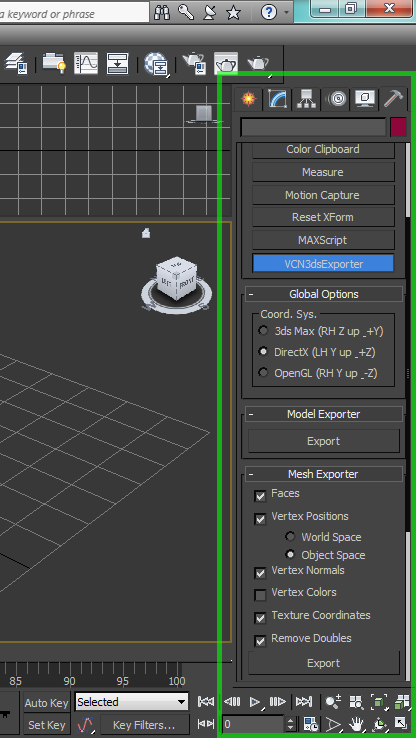 a keyword or phrase
Color Clipboard
Measure
Motion Capture
Reset XForm
MAXScript
VCN3dsExporter
- Global Options
Coord. Sys.
3ds Max (RH Z up _+Y)
DirectX (LH Y up _+Z)
OpenGL (RH Y up _-Z)
- Model Exporter
Export
- Mesh Exporter
Faces
Vertex Positions
World Space
Object Space
Vertex Normals
Vertex Colors
Texture Coordinates
Remove Doubles
Export
85 90 95 100
Auto Key Selected
Set Key Key Filters... 0